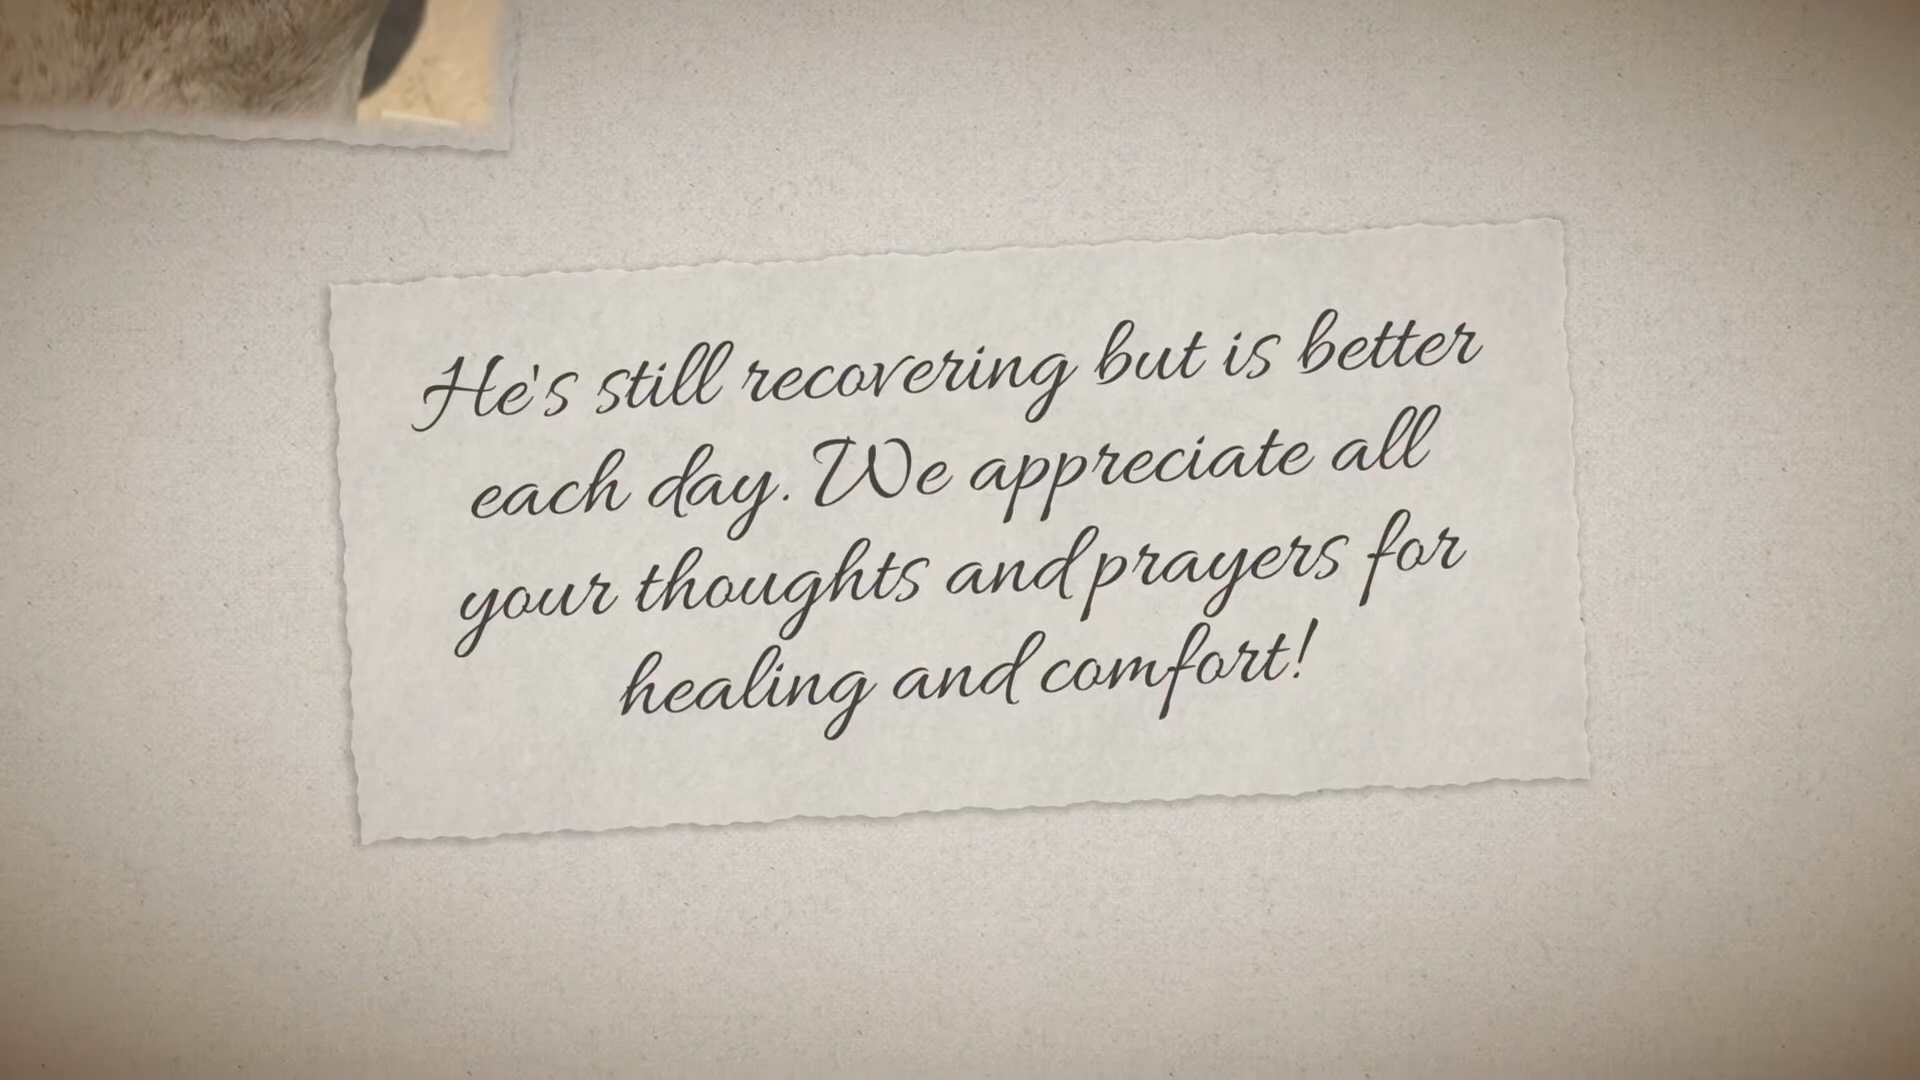 He's still recovering but is better
each day. We appreciate all
your thoughts and prayers for
healing and comfort!